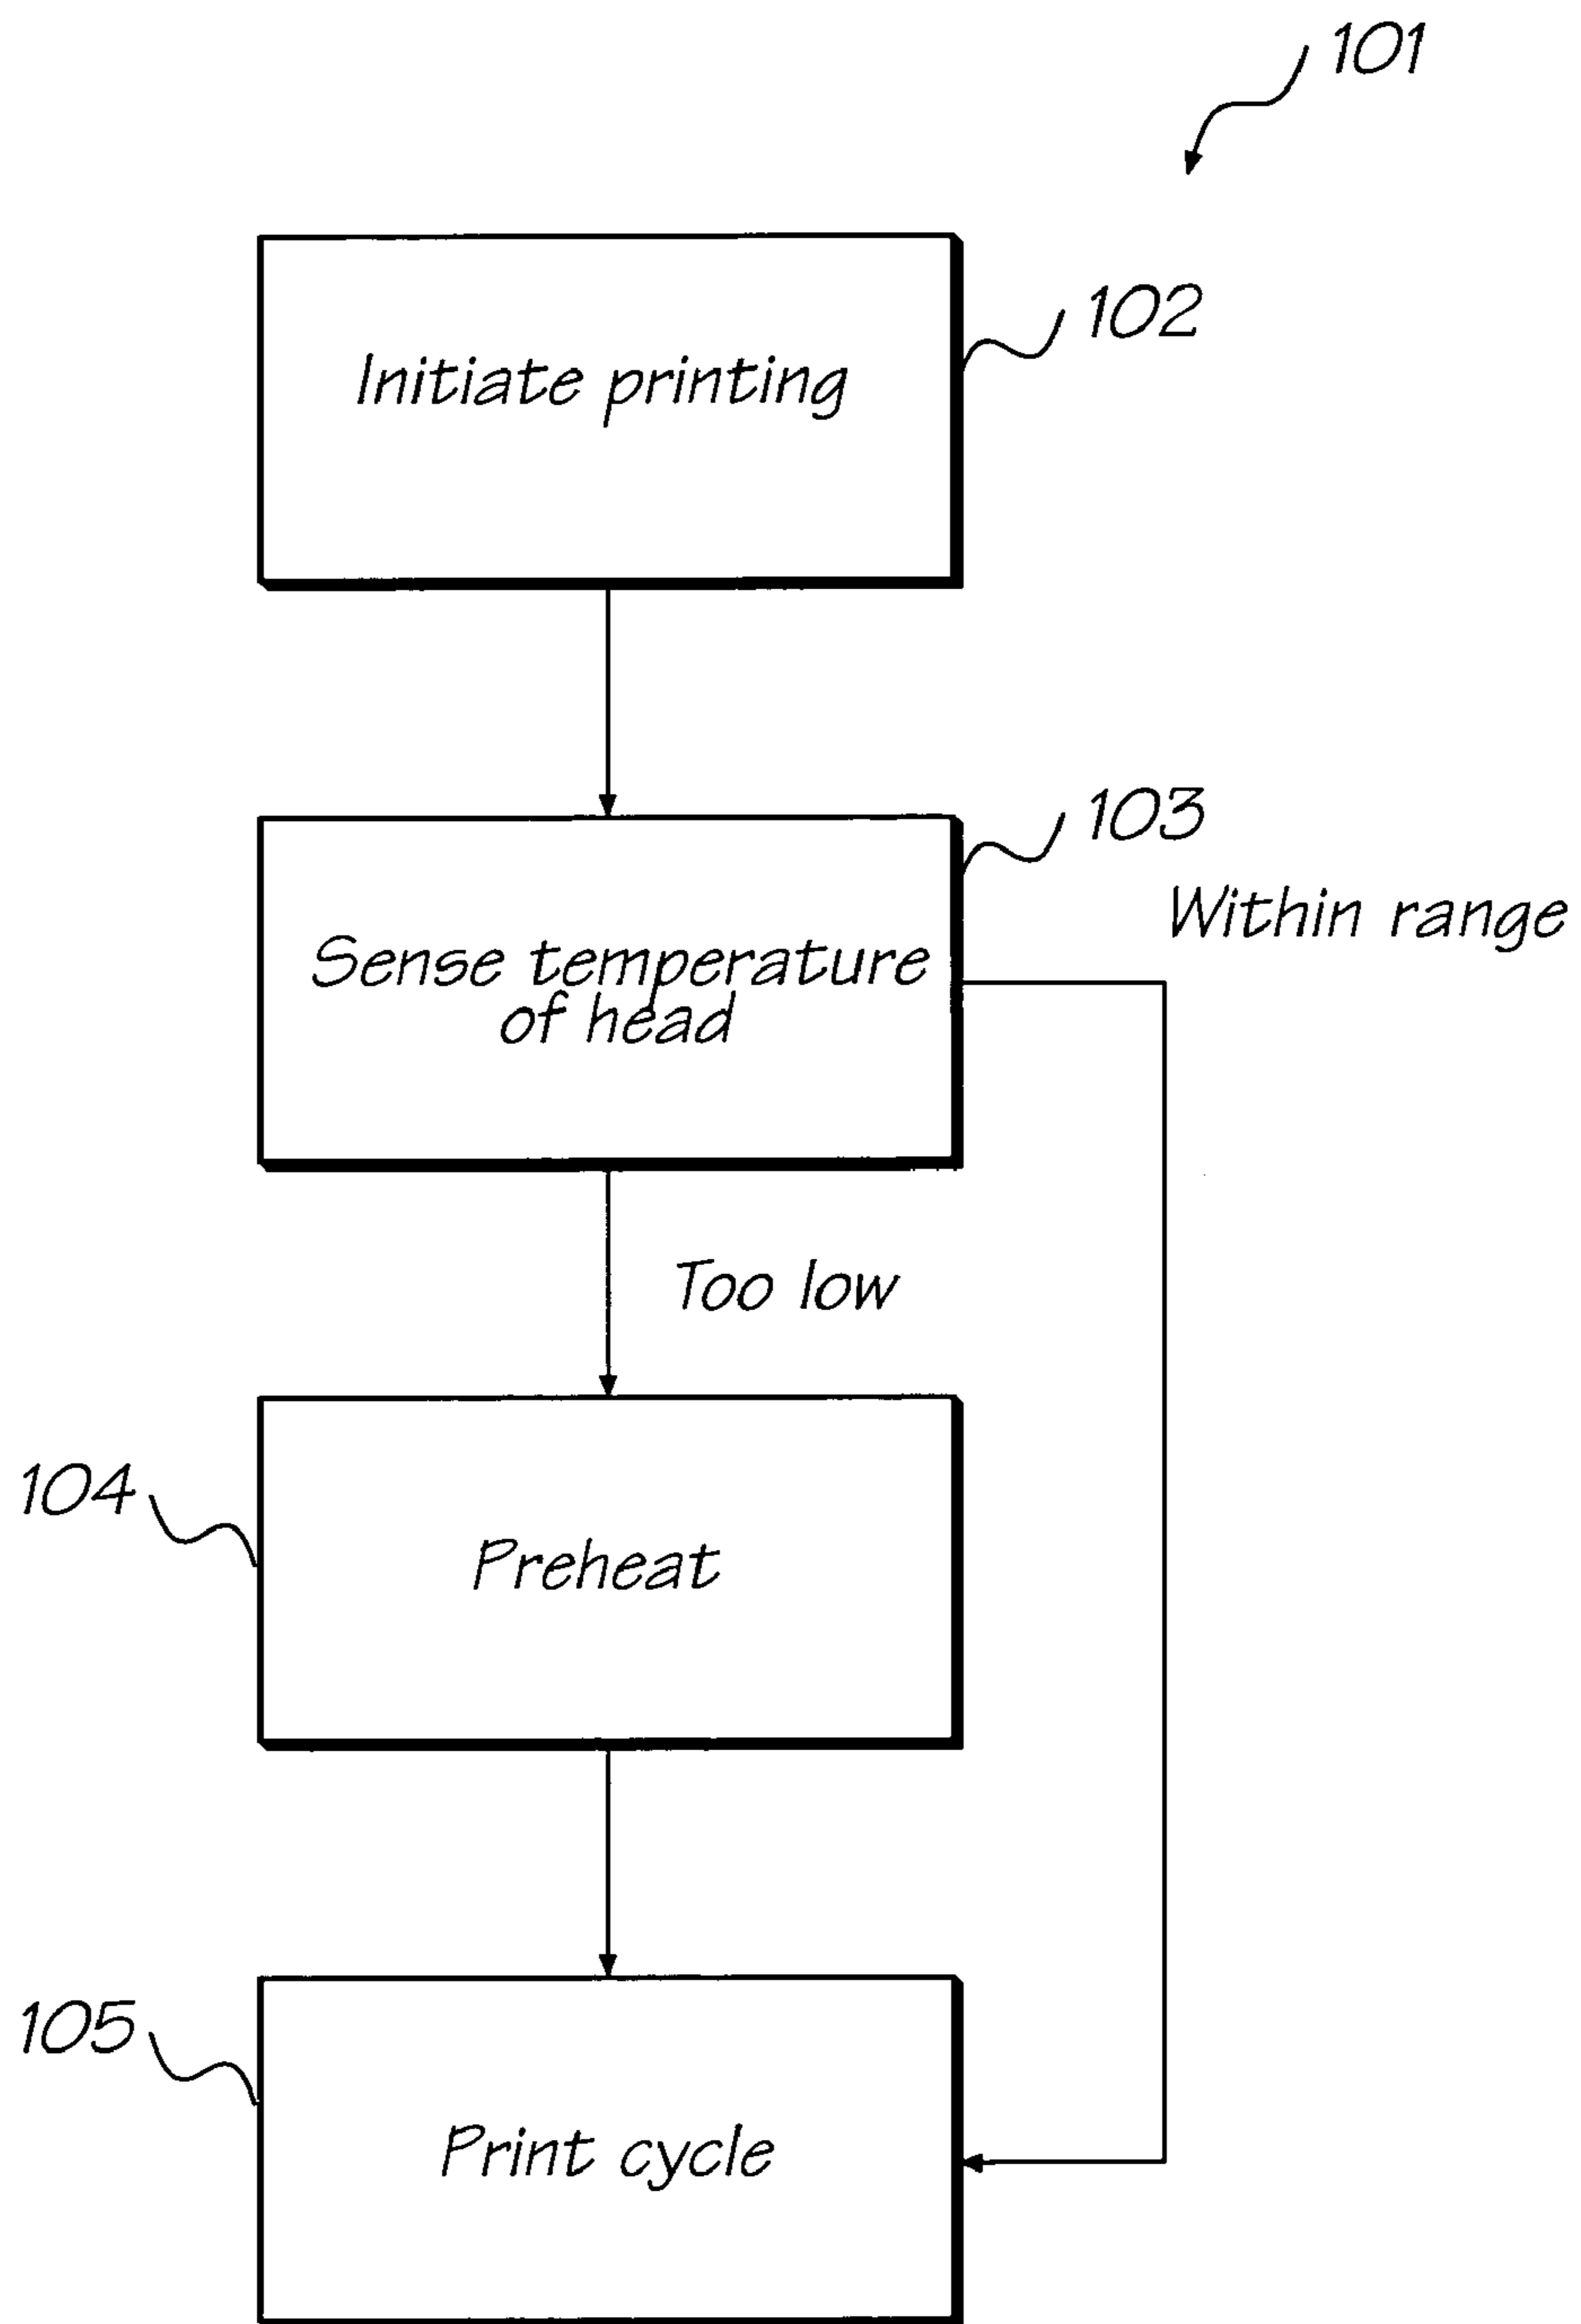 101
Initiate printing
102
103
Within range
Sense temperature
of head
Too low
104
Preheat
105
Print cycle